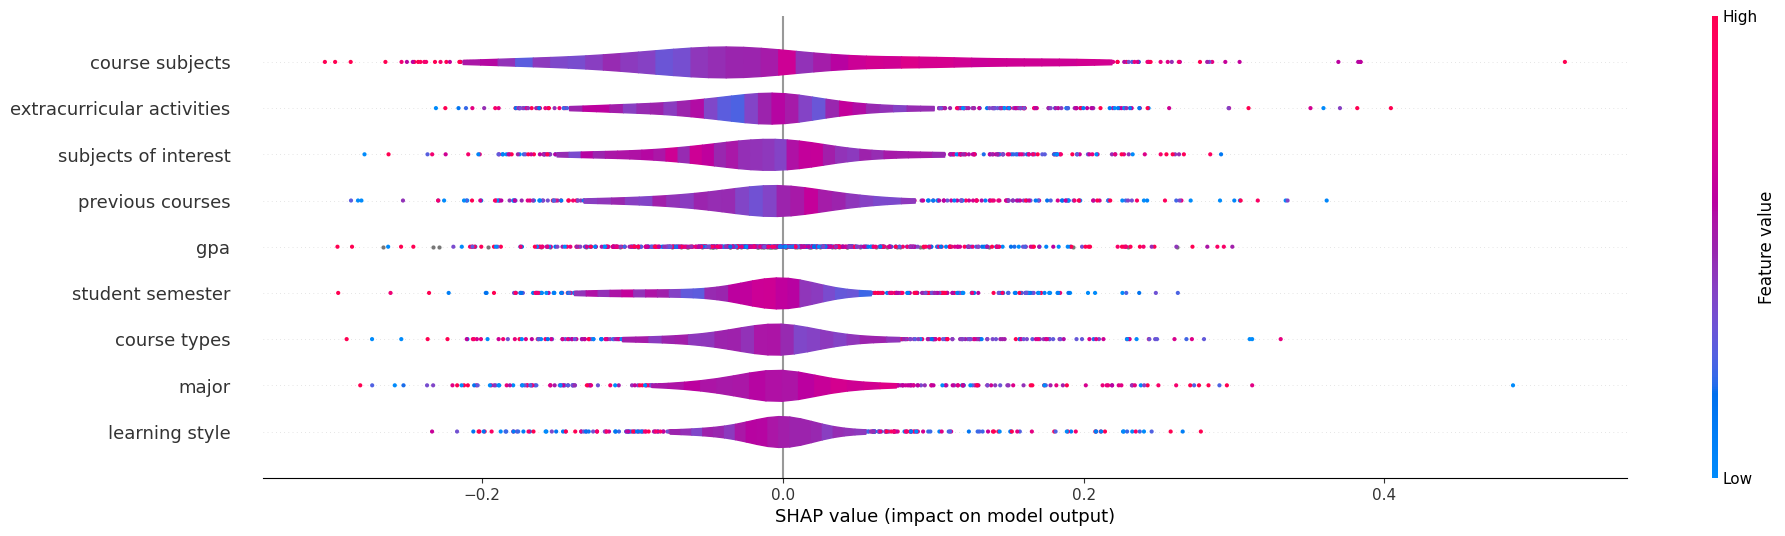 High
course subjects
extracurricular activities
subjects of interest
previous courses
gpa
student semester
course types
major
learning style
Feature value
Low
−0.2 0.0 0.2 0.4
SHAP value (impact on model output)